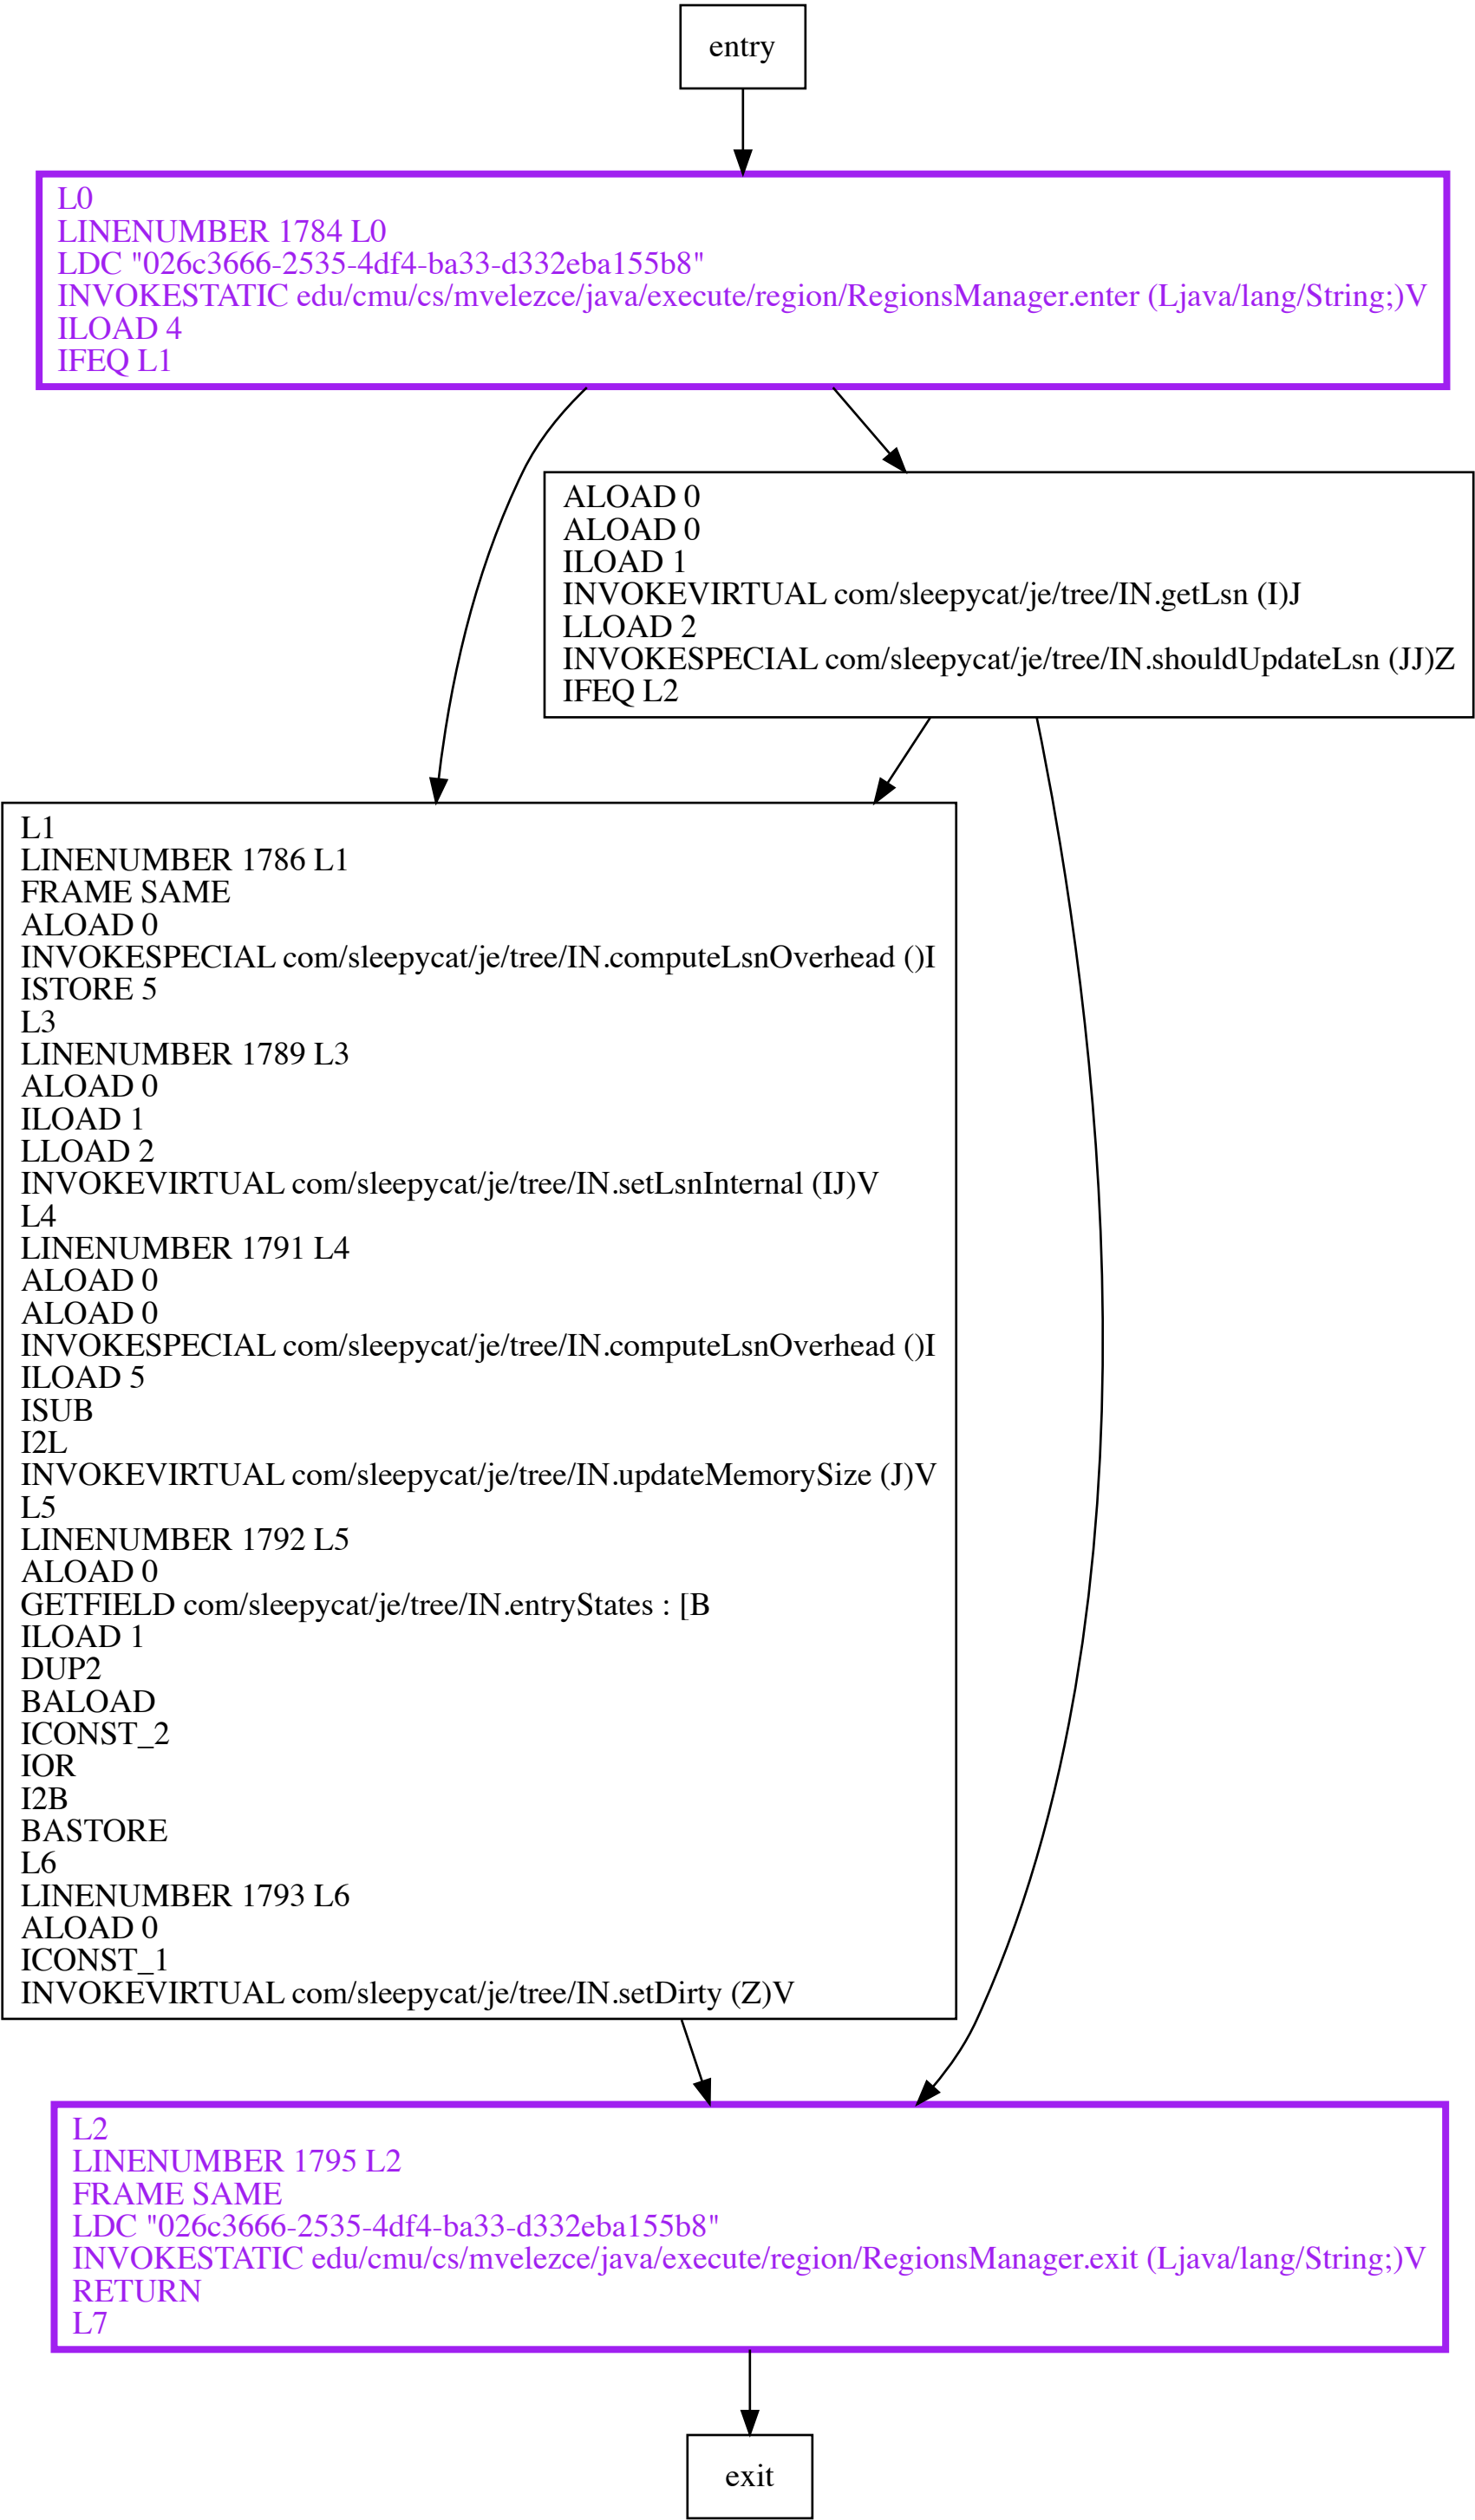 entry
L0
LINENUMBER 1784 L0
LDC "026c3666-2535-4df4-ba33-d332eba155b8"
INVOKESTATIC edu/cmu/cs/mvelezce/java/execute/region/RegionsManager.enter (Ljava/lang/String;)V
ILOAD 4
IFEQ L1
ALOAD 0
ALOAD 0
ILOAD 1
INVOKEVIRTUAL com/sleepycat/je/tree/IN.getLsn (I)J
LLOAD 2
INVOKESPECIAL com/sleepycat/je/tree/IN.shouldUpdateLsn (JJ)Z
IFEQ L2
L1
LINENUMBER 1786 L1
FRAME SAME
ALOAD 0
INVOKESPECIAL com/sleepycat/je/tree/IN.computeLsnOverhead ()I
ISTORE 5
L3
LINENUMBER 1789 L3
ALOAD 0
ILOAD 1
LLOAD 2
INVOKEVIRTUAL com/sleepycat/je/tree/IN.setLsnInternal (IJ)V
L4
LINENUMBER 1791 L4
ALOAD 0
ALOAD 0
INVOKESPECIAL com/sleepycat/je/tree/IN.computeLsnOverhead ()I
ILOAD 5
ISUB
I2L
INVOKEVIRTUAL com/sleepycat/je/tree/IN.updateMemorySize (J)V
L5
LINENUMBER 1792 L5
ALOAD 0
GETFIELD com/sleepycat/je/tree/IN.entryStates : [B
ILOAD 1
DUP2
BALOAD
ICONST_2
IOR
I2B
BASTORE
L6
LINENUMBER 1793 L6
ALOAD 0
ICONST_1
INVOKEVIRTUAL com/sleepycat/je/tree/IN.setDirty (Z)V
L2
LINENUMBER 1795 L2
FRAME SAME
LDC "026c3666-2535-4df4-ba33-d332eba155b8"
INVOKESTATIC edu/cmu/cs/mvelezce/java/execute/region/RegionsManager.exit (Ljava/lang/String;)V
RETURN
L7
exit